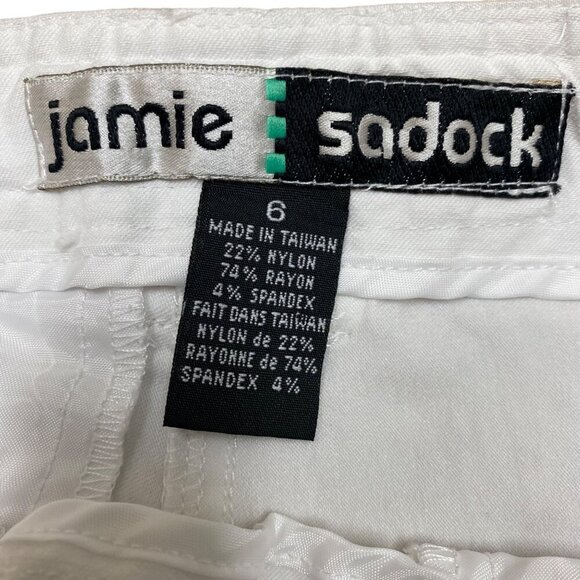 jamie sadock
6
MADE IN TAIWAN
22% NYLON
74% RAYON
4% SPANDEX
FAIT DANS TAIWAN
NYLON de 22%
RAYONNE de 74%
SPANDEX 4%